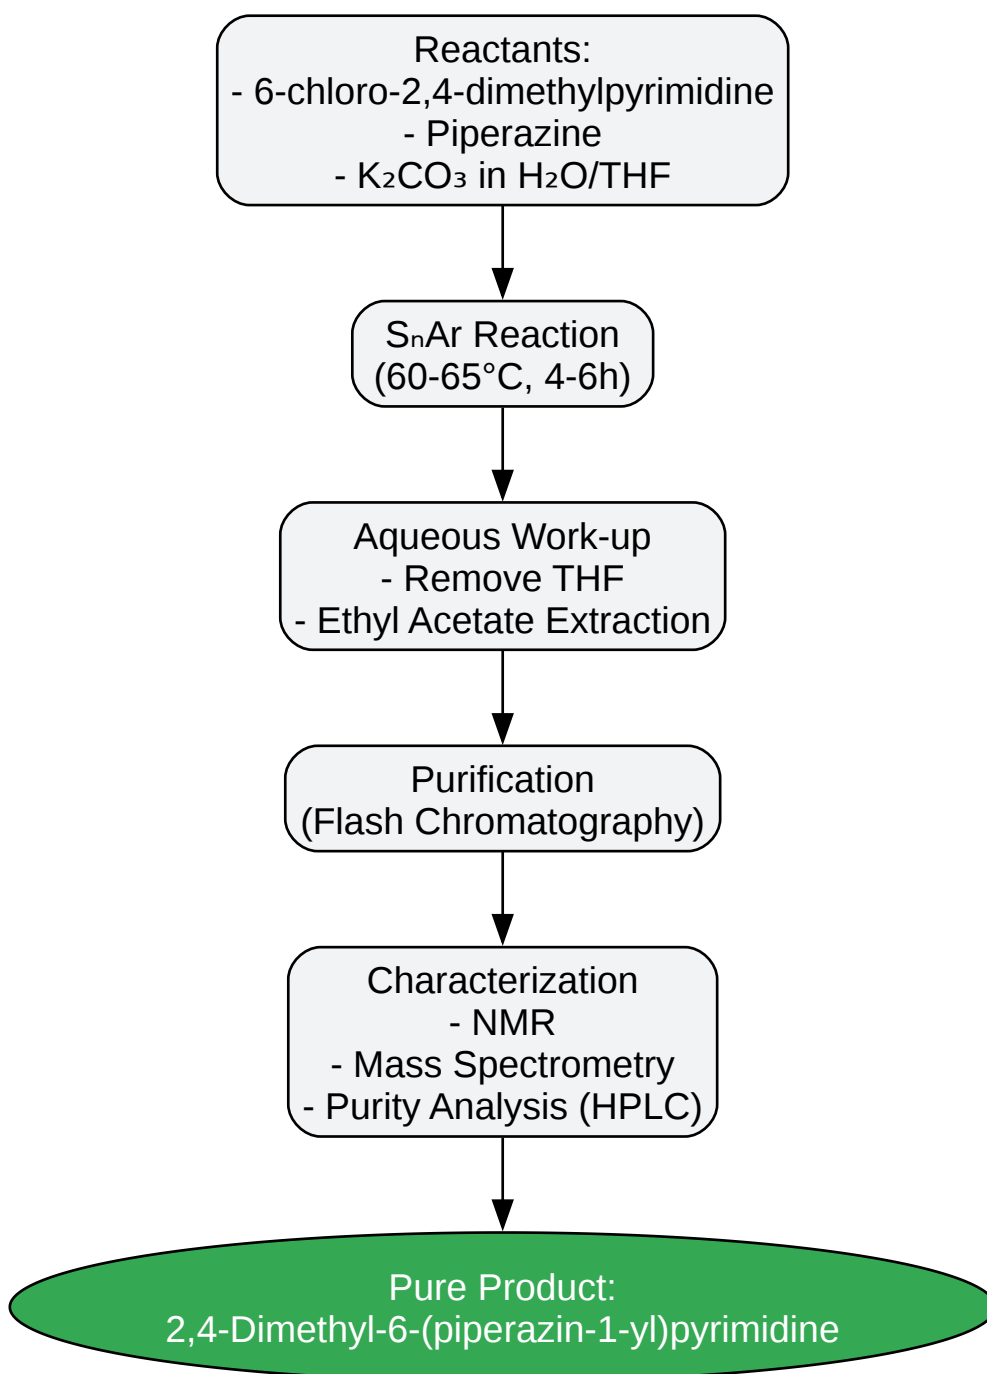 Reactants:
- 6-chloro-2,4-dimethylpyrimidine
- Piperazine
- K₂CO₃ in H₂O/THF
SₙAr Reaction
(60-65°C, 4-6h)
Aqueous Work-up
- Remove THF
- Ethyl Acetate Extraction
Purification
(Flash Chromatography)
Characterization
- NMR
- Mass Spectrometry
- Purity Analysis (HPLC)
Pure Product:
2,4-Dimethyl-6-(piperazin-1-yl)pyrimidine